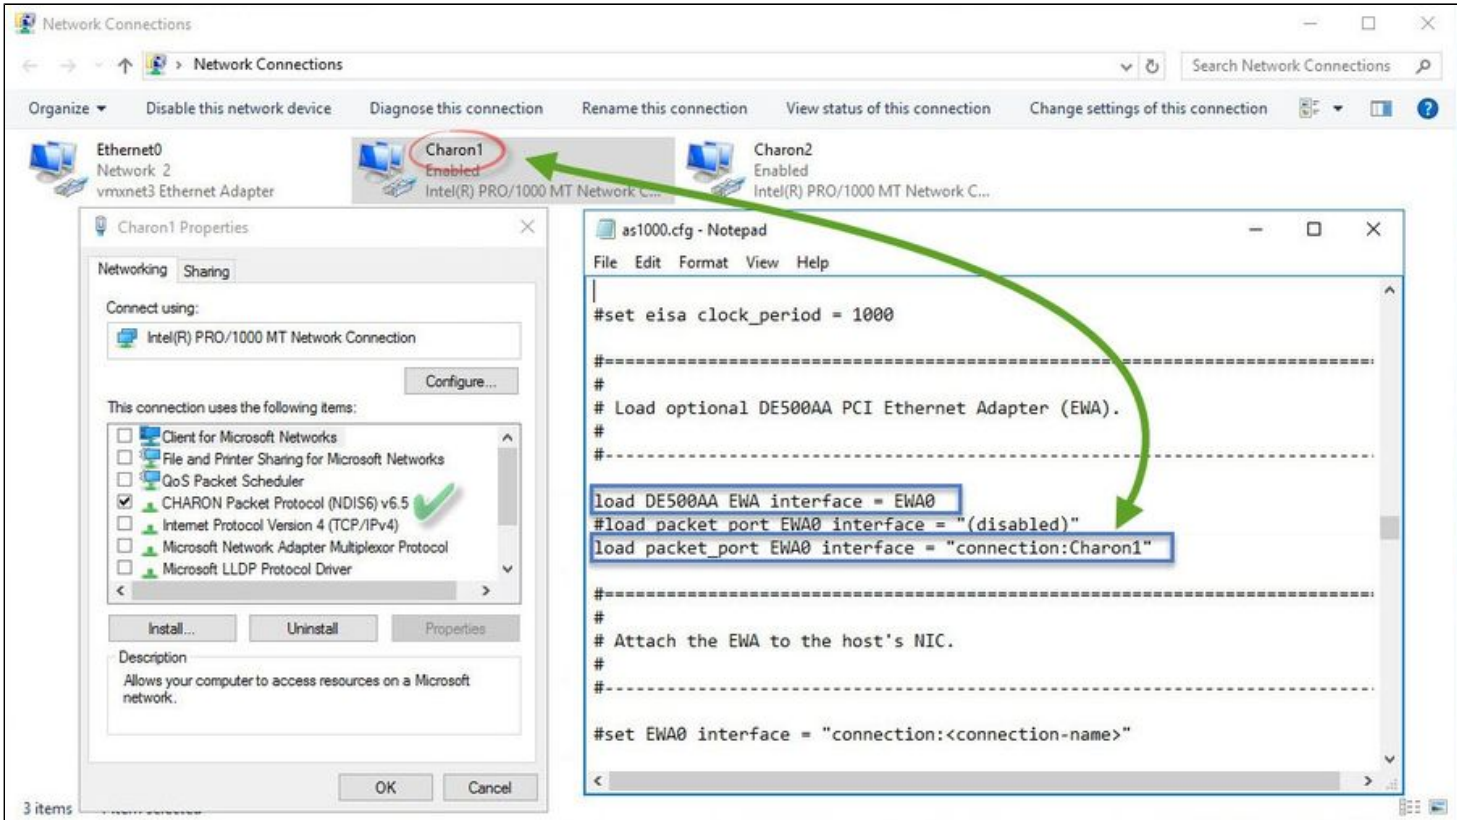 Network Connections
Network Connections
Search Network Connections
Organize
Disable this network device
Diagnose this connection
Rename this connection
View status of this connection
Change settings of this connection
Ethernet0
Network 2
vmxnet3 Ethernet Adapter
Charon1
Enabled
Intel(R) PRO/1000 MT Network C...
Charon2
Enabled
Intel(R) PRO/1000 MT Network C...
Charon1 Properties
Networking
Sharing
Connect using:
Intel(R) PRO/1000 MT Network Connection
Configure...
This connection uses the following items:
Client for Microsoft Networks
File and Printer Sharing for Microsoft Networks
QoS Packet Scheduler
CHARON Packet Protocol (NDIS6) v6.5
Internet Protocol Version 4 (TCP/IPv4)
Microsoft Network Adapter Multiplexor Protocol
Microsoft LLDP Protocol Driver
Install...
Uninstall
Properties
Description
Allows your computer to access resources on a Microsoft
network.
OK
Cancel
as1000.cfg - Notepad
File Edit Format View Help
#set eisa clock_period = 1000
#============================================================================
#
# Load optional DE500AA PCI Ethernet Adapter (EWA).
#
#----------------------------------------------------------------------------
load DE500AA EWA interface = EWA0
#load packet_port EWA0 interface = "(disabled)"
load packet_port EWA0 interface = "connection:Charon1"
#============================================================================
#
# Attach the EWA to the host's NIC.
#
#----------------------------------------------------------------------------
#set EWA0 interface = "connection:<connection-name>"
3 items